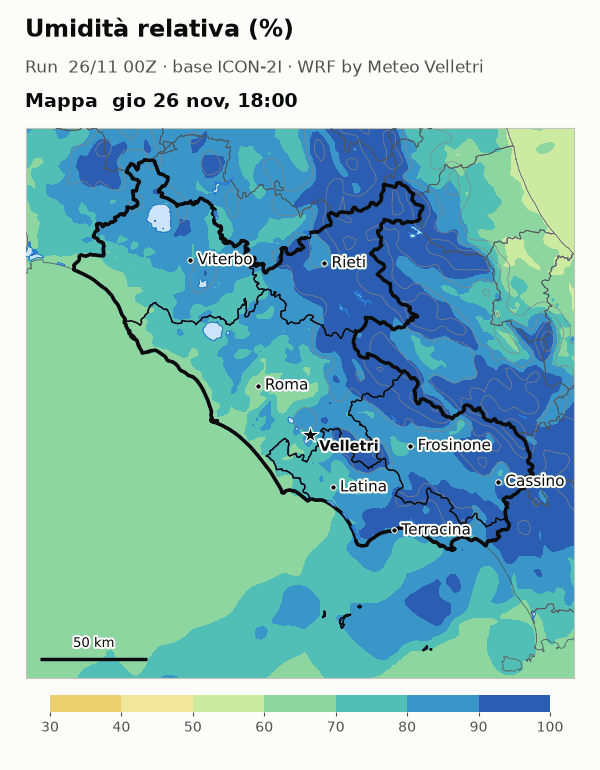 Umidità relativa (%)
Run  26/11 00Z · base ICON-2I · WRF by Meteo Velletri
Mappa  gio 26 nov, 18:00
Viterbo
Rieti
Roma
Velletri
Frosinone
Latina
Cassino
Terracina
50 km
30 40 50 60 70 80 90 100